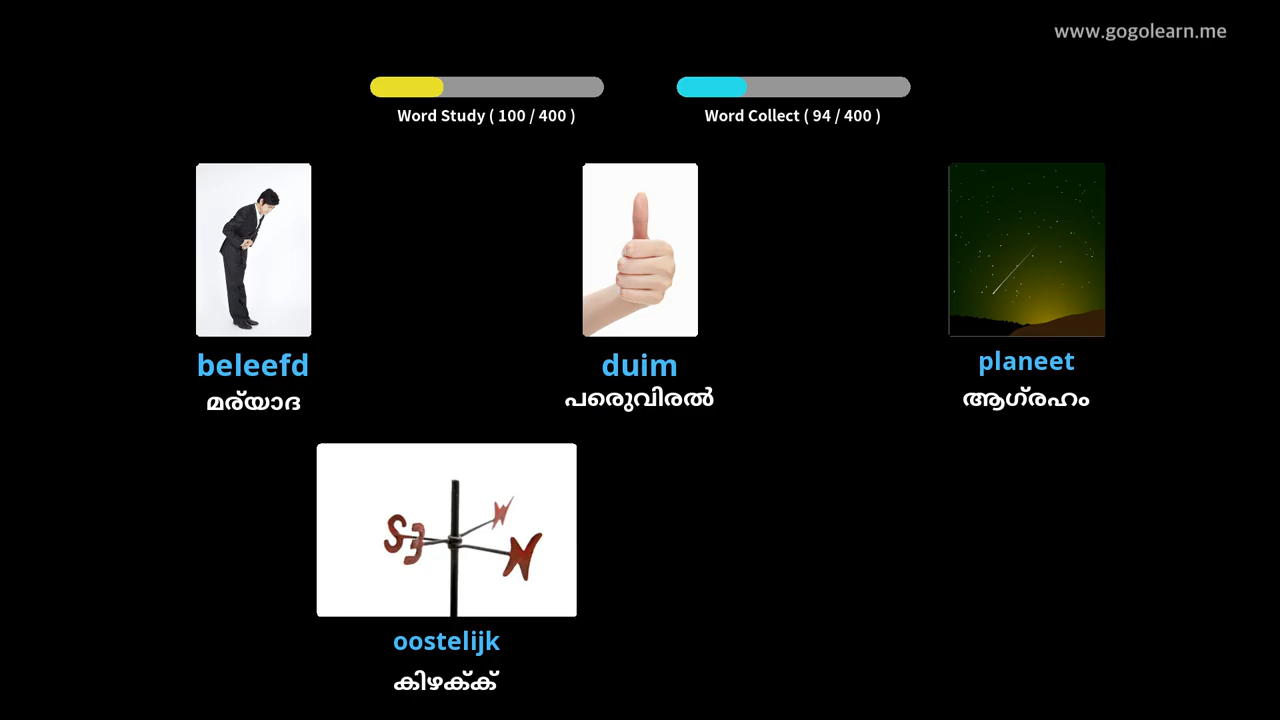 www.gogolearn.me
Word Study ( 100 / 400 )
Word Collect ( 94 / 400 )
beleefd
duim
planeet
മര്യാദ
പെരുവിരൽ
ആഗ്രഹം
S E N W
oostelijk
കിഴക്ക്